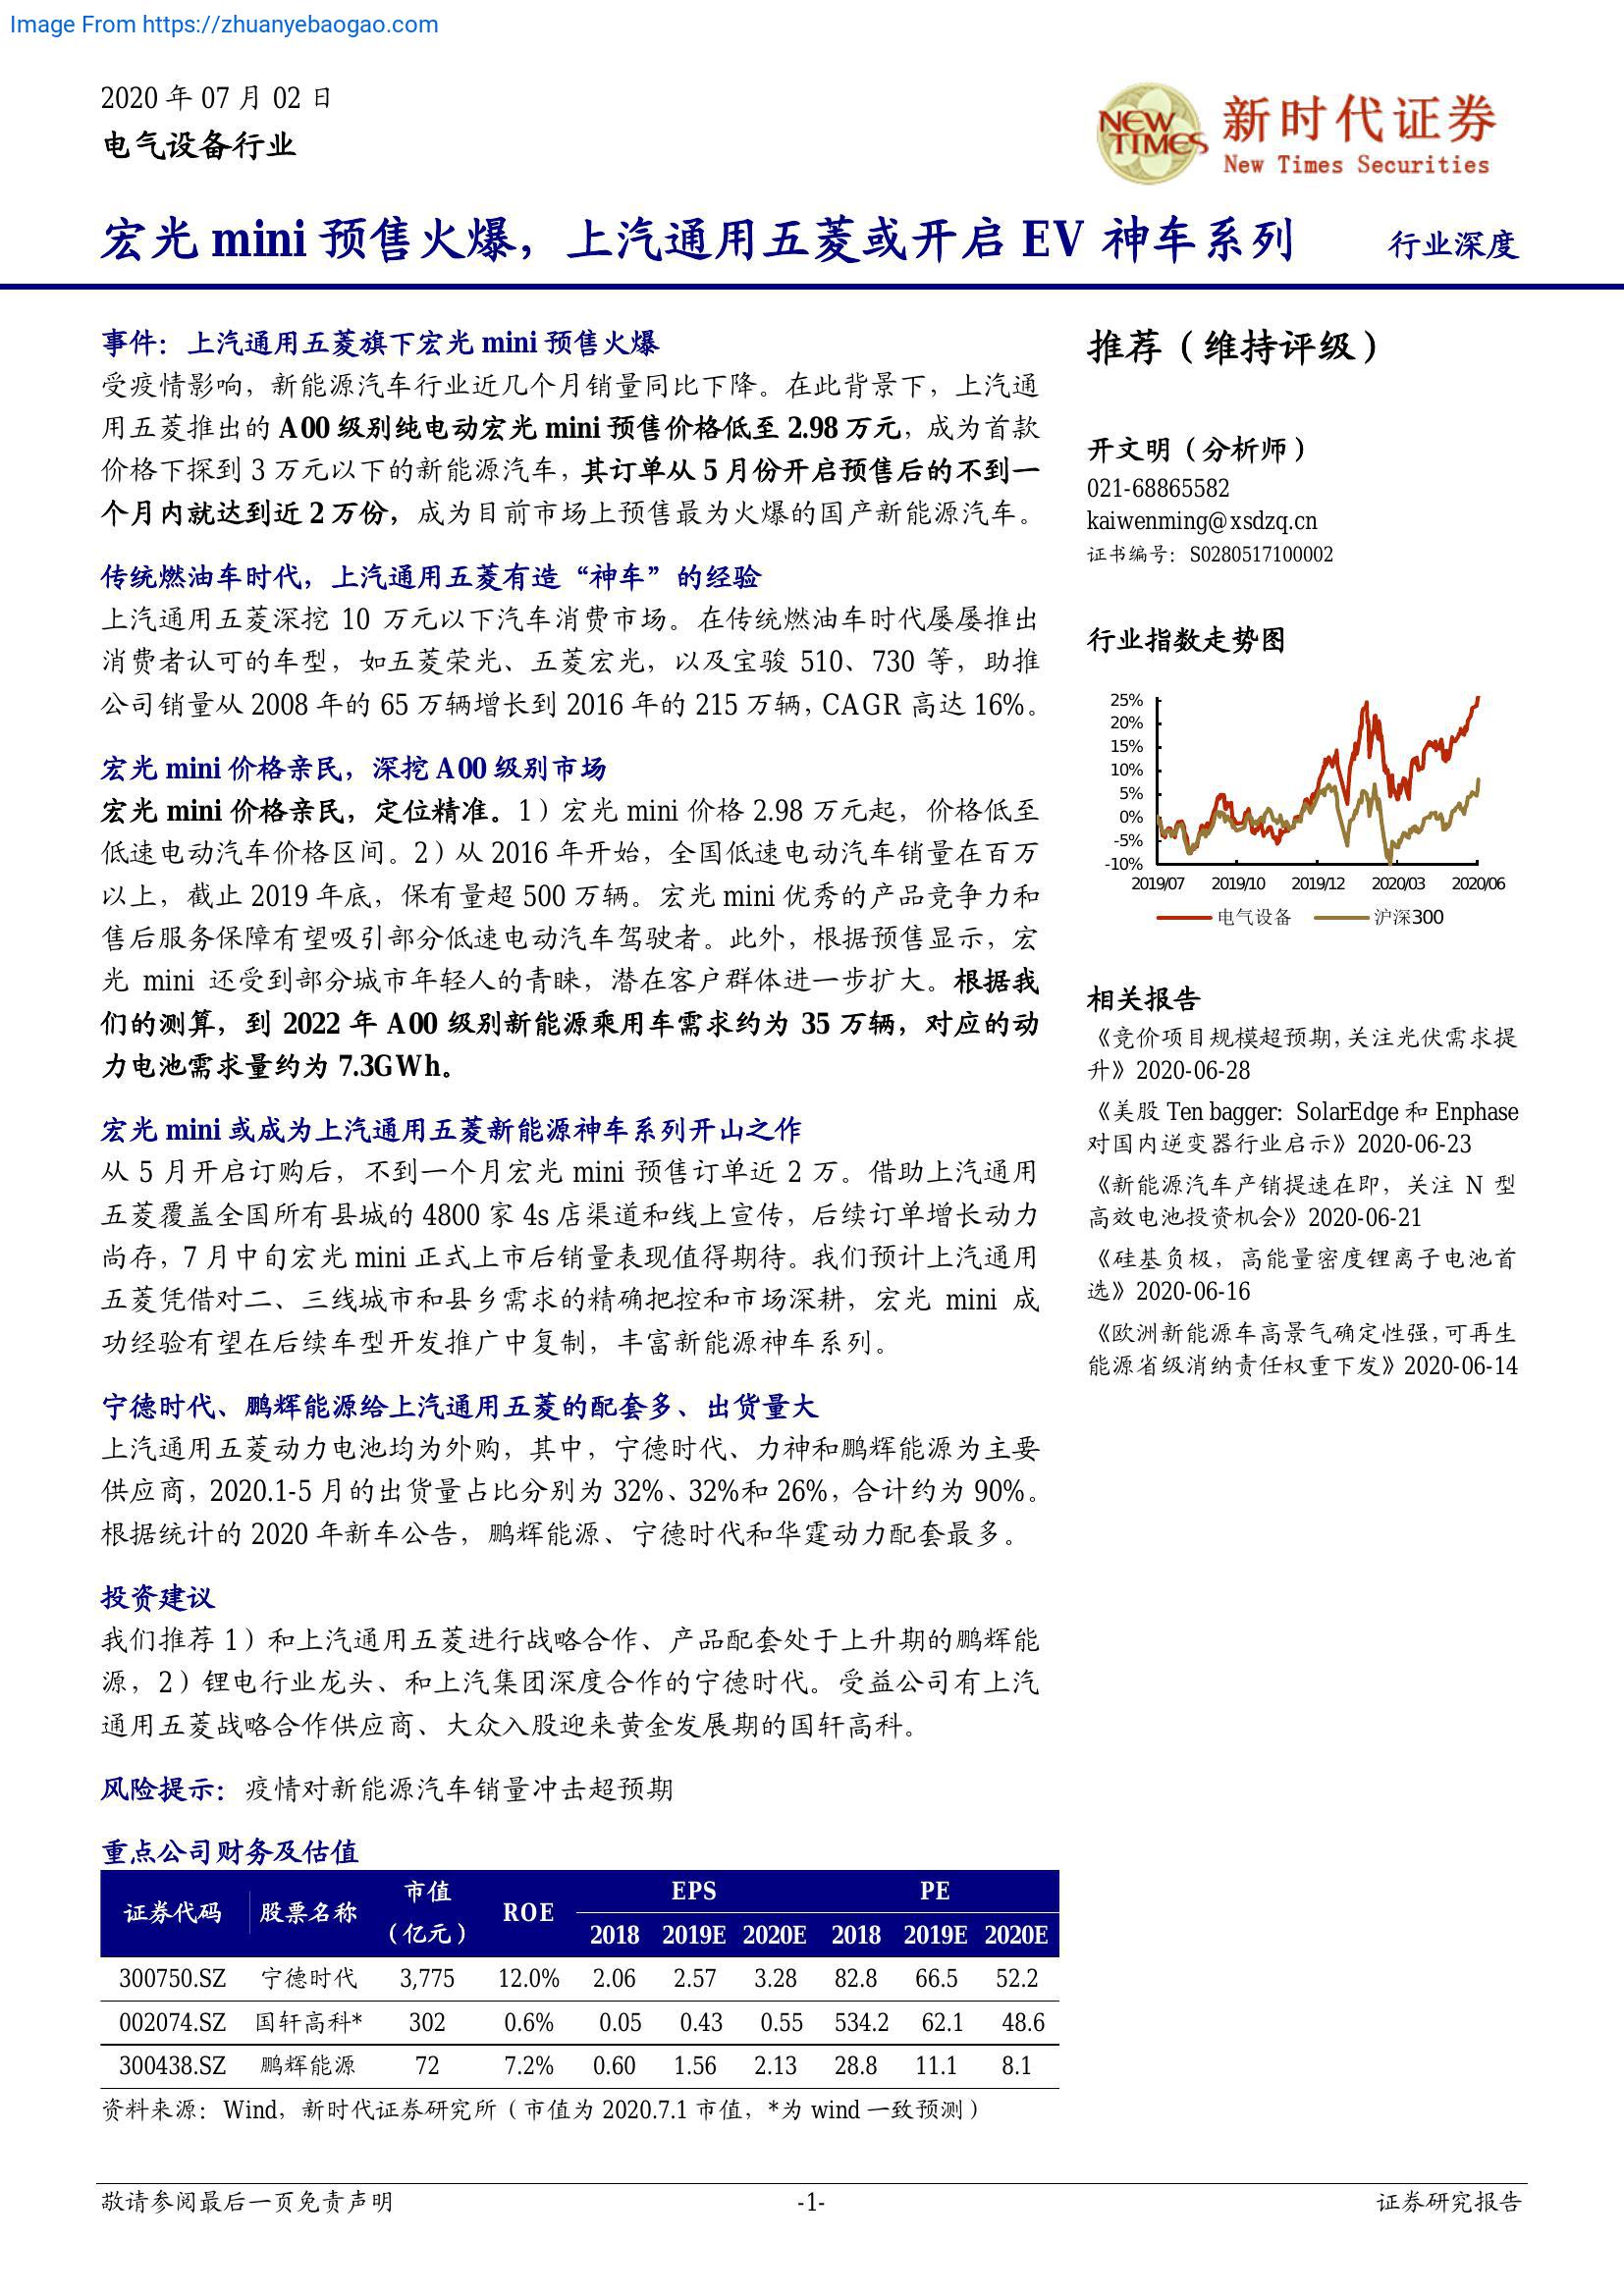 Image From https://zhuanyebaogao.com
2020 年 07 月 02 日
电气设备行业
NEW TIMES
新时代证券
New Times Securities
宏光 mini 预售火爆，上汽通用五菱或开启 EV 神车系列
行业深度
事件：上汽通用五菱旗下宏光 mini 预售火爆
受疫情影响，新能源汽车行业近几个月销量同比下降。在此背景下，上汽通
用五菱推出的 A00 级别纯电动宏光 mini 预售价格低至 2.98 万元，成为首款
价格下探到 3 万元以下的新能源汽车，其订单从 5 月份开启预售后的不到一
个月内就达到近 2 万份，成为目前市场上预售最为火爆的国产新能源汽车。
传统燃油车时代，上汽通用五菱有造“神车”的经验
上汽通用五菱深挖 10 万元以下汽车消费市场。在传统燃油车时代屡屡推出
消费者认可的车型，如五菱荣光、五菱宏光，以及宝骏 510、730 等，助推
公司销量从 2008 年的 65 万辆增长到 2016 年的 215 万辆，CAGR 高达 16%。
宏光 mini 价格亲民，深挖 A00 级别市场
宏光 mini 价格亲民，定位精准。1）宏光 mini 价格 2.98 万元起，价格低至
低速电动汽车价格区间。2）从 2016 年开始，全国低速电动汽车销量在百万
以上，截止 2019 年底，保有量超 500 万辆。宏光 mini 优秀的产品竞争力和
售后服务保障有望吸引部分低速电动汽车驾驶者。此外，根据预售显示，宏
光 mini 还受到部分城市年轻人的青睐，潜在客户群体进一步扩大。根据我
们的测算，到 2022 年 A00 级别新能源乘用车需求约为 35 万辆，对应的动
力电池需求量约为 7.3GWh。
宏光 mini 或成为上汽通用五菱新能源神车系列开山之作
从 5 月开启订购后，不到一个月宏光 mini 预售订单近 2 万。借助上汽通用
五菱覆盖全国所有县城的 4800 家 4s 店渠道和线上宣传，后续订单增长动力
尚存，7 月中旬宏光 mini 正式上市后销量表现值得期待。我们预计上汽通用
五菱凭借对二、三线城市和县乡需求的精确把控和市场深耕，宏光 mini 成
功经验有望在后续车型开发推广中复制，丰富新能源神车系列。
宁德时代、鹏辉能源给上汽通用五菱的配套多、出货量大
上汽通用五菱动力电池均为外购，其中，宁德时代、力神和鹏辉能源为主要
供应商，2020.1-5 月的出货量占比分别为 32%、32%和 26%，合计约为 90%。
根据统计的 2020 年新车公告，鹏辉能源、宁德时代和华霆动力配套最多。
投资建议
我们推荐 1）和上汽通用五菱进行战略合作、产品配套处于上升期的鹏辉能
源，2）锂电行业龙头、和上汽集团深度合作的宁德时代。受益公司有上汽
通用五菱战略合作供应商、大众入股迎来黄金发展期的国轩高科。
风险提示：疫情对新能源汽车销量冲击超预期
重点公司财务及估值
证券代码 股票名称 市值（亿元） ROE EPS PE
2018 2019E 2020E 2018 2019E 2020E
300750.SZ 宁德时代 3,775 12.0% 2.06 2.57 3.28 82.8 66.5 52.2
002074.SZ 国轩高科* 302 0.6% 0.05 0.43 0.55 534.2 62.1 48.6
300438.SZ 鹏辉能源 72 7.2% 0.60 1.56 2.13 28.8 11.1 8.1
资料来源：Wind，新时代证券研究所（市值为 2020.7.1 市值，*为 wind 一致预测）
推荐（维持评级）
开文明（分析师）
021-68865582
kaiwenming@xsdzq.cn
证书编号：S0280517100002
行业指数走势图
25%
20%
15%
10%
5%
0%
-5%
-10%
2019/07 2019/10 2019/12 2020/03 2020/06
电气设备 沪深300
相关报告
《竞价项目规模超预期，关注光伏需求提
升》2020-06-28
《美股 Ten bagger：SolarEdge 和 Enphase
对国内逆变器行业启示》2020-06-23
《新能源汽车产销提速在即，关注 N 型
高效电池投资机会》2020-06-21
《硅基负极，高能量密度锂离子电池首
选》2020-06-16
《欧洲新能源车高景气确定性强，可再生
能源省级消纳责任权重下发》2020-06-14
敬请参阅最后一页免责声明
-1-
证券研究报告